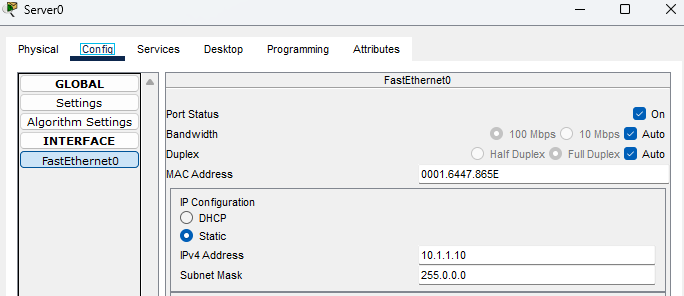 Server0
Physical Config Services Desktop Programming Attributes
GLOBAL
Settings
Algorithm Settings
INTERFACE
FastEthernet0
FastEthernet0
Port Status On
Bandwidth 100 Mbps 10 Mbps Auto
Duplex Half Duplex Full Duplex Auto
MAC Address 0001.6447.865E
IP Configuration
DHCP
Static
IPv4 Address 10.1.1.10
Subnet Mask 255.0.0.0